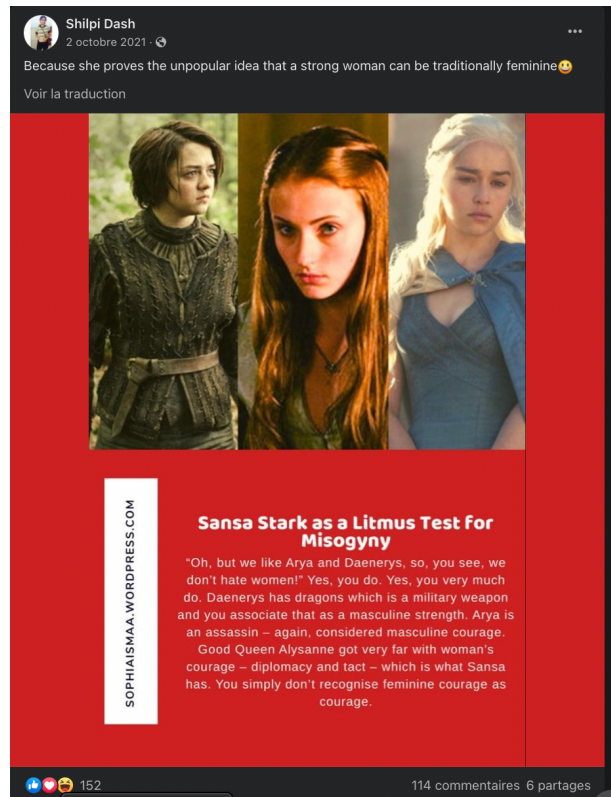 Shilpi Dash
2 octobre 2021 ·
Because she proves the unpopular idea that a strong woman can be traditionally feminine😀
Voir la traduction
SOPHIAISMAA.WORDPRESS.COM
Sansa Stark as a Litmus Test for
Misogyny
“Oh, but we like Arya and Daenerys, so, you see, we
don’t hate women!” Yes, you do. Yes, you very much
do. Daenerys has dragons which is a military weapon
and you associate that as a masculine strength. Arya is
an assassin – again, considered masculine courage.
Good Queen Alysanne got very far with woman’s
courage – diplomacy and tact – which is what Sansa
has. You simply don’t recognise feminine courage as
courage.
152
114 commentaires 6 partages